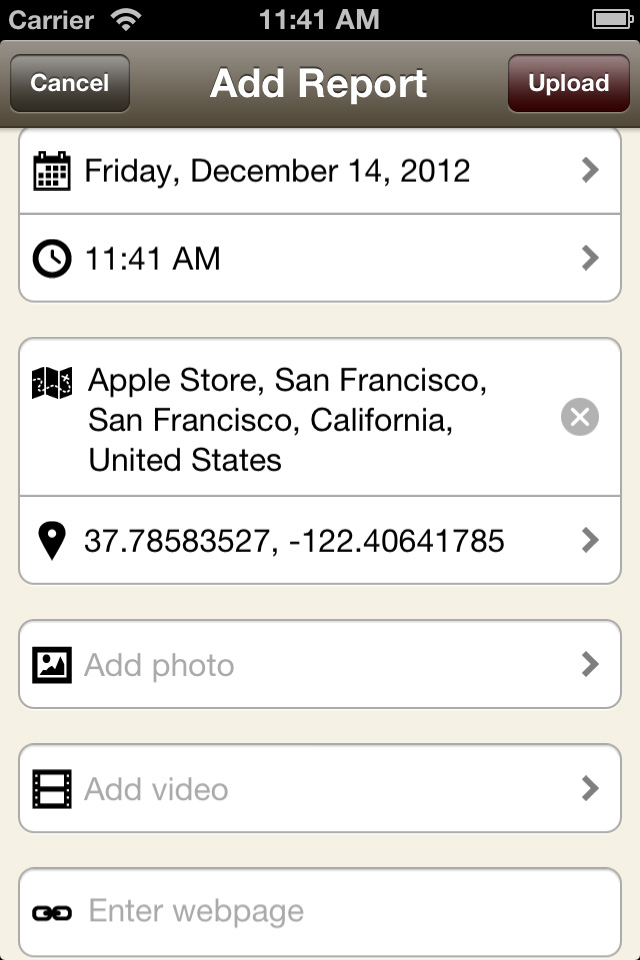 Carrier 11:41 AM
Cancel Add Report Upload
Friday, December 14, 2012
11:41 AM
Apple Store, San Francisco,
San Francisco, California,
United States
37.78583527, -122.40641785
Add photo
Add video
Enter webpage